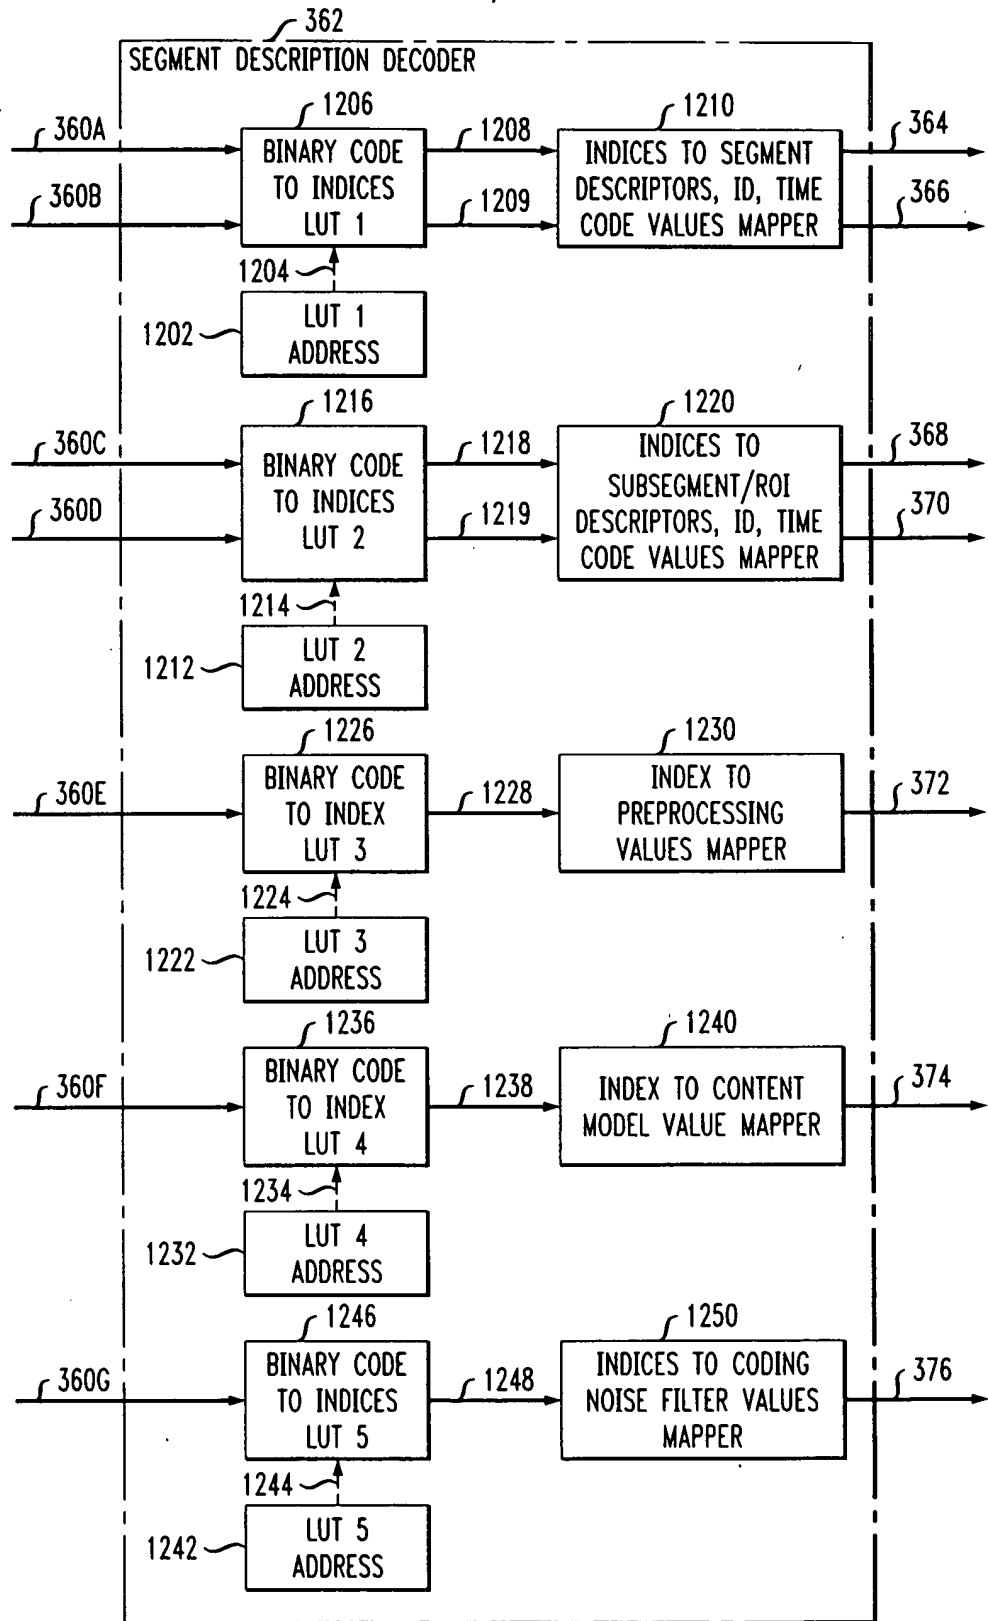 362
SEGMENT DESCRIPTION DECODER
360A
360B
1206
BINARY CODE
TO INDICES
LUT 1
1208
1209
1210
INDICES TO SEGMENT
DESCRIPTORS, ID, TIME
CODE VALUES MAPPER
364
366
1204
1202
LUT 1
ADDRESS
360C
360D
1216
BINARY CODE
TO INDICES
LUT 2
1218
1219
1220
INDICES TO
SUBSEGMENT/ROI
DESCRIPTORS, ID, TIME
CODE VALUES MAPPER
368
370
1214
1212
LUT 2
ADDRESS
360E
1226
BINARY CODE
TO INDEX
LUT 3
1228
1230
INDEX TO
PREPROCESSING
VALUES MAPPER
372
1224
1222
LUT 3
ADDRESS
360F
1236
BINARY CODE
TO INDEX
LUT 4
1238
1240
INDEX TO CONTENT
MODEL VALUE MAPPER
374
1234
1232
LUT 4
ADDRESS
360G
1246
BINARY CODE
TO INDICES
LUT 5
1248
1250
INDICES TO CODING
NOISE FILTER VALUES
MAPPER
376
1244
1242
LUT 5
ADDRESS